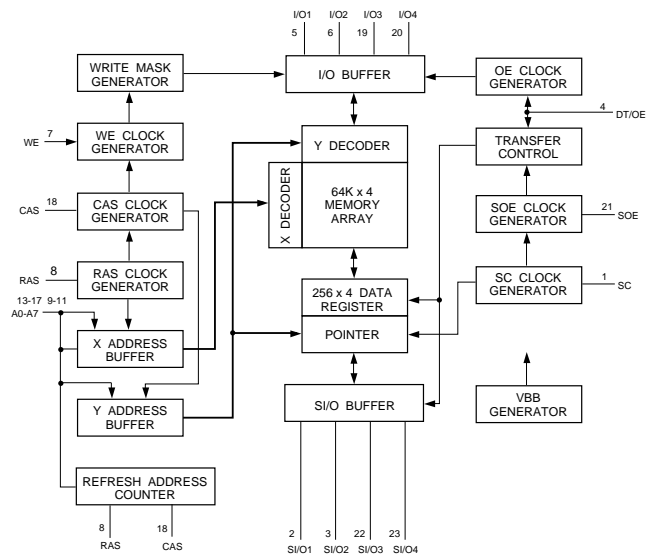 I/O1 I/O2 I/O3 I/O4
5 6 19 20
WRITE MASK
GENERATOR
I/O BUFFER
OE CLOCK
GENERATOR
4
DT/OE
7
WE
WE CLOCK
GENERATOR
Y DECODER
TRANSFER
CONTROL
X DECODER
64K x 4
MEMORY
ARRAY
18
CAS
CAS CLOCK
GENERATOR
SOE CLOCK
GENERATOR
21
SOE
8
RAS
RAS CLOCK
GENERATOR
256 x 4 DATA
REGISTER
SC CLOCK
GENERATOR
1
SC
13-17 9-11
A0-A7
X ADDRESS
BUFFER
POINTER
Y ADDRESS
BUFFER
SI/O BUFFER
VBB
GENERATOR
REFRESH ADDRESS
COUNTER
8 18
RAS CAS
2 3 22 23
SI/O1 SI/O2 SI/O3 SI/O4